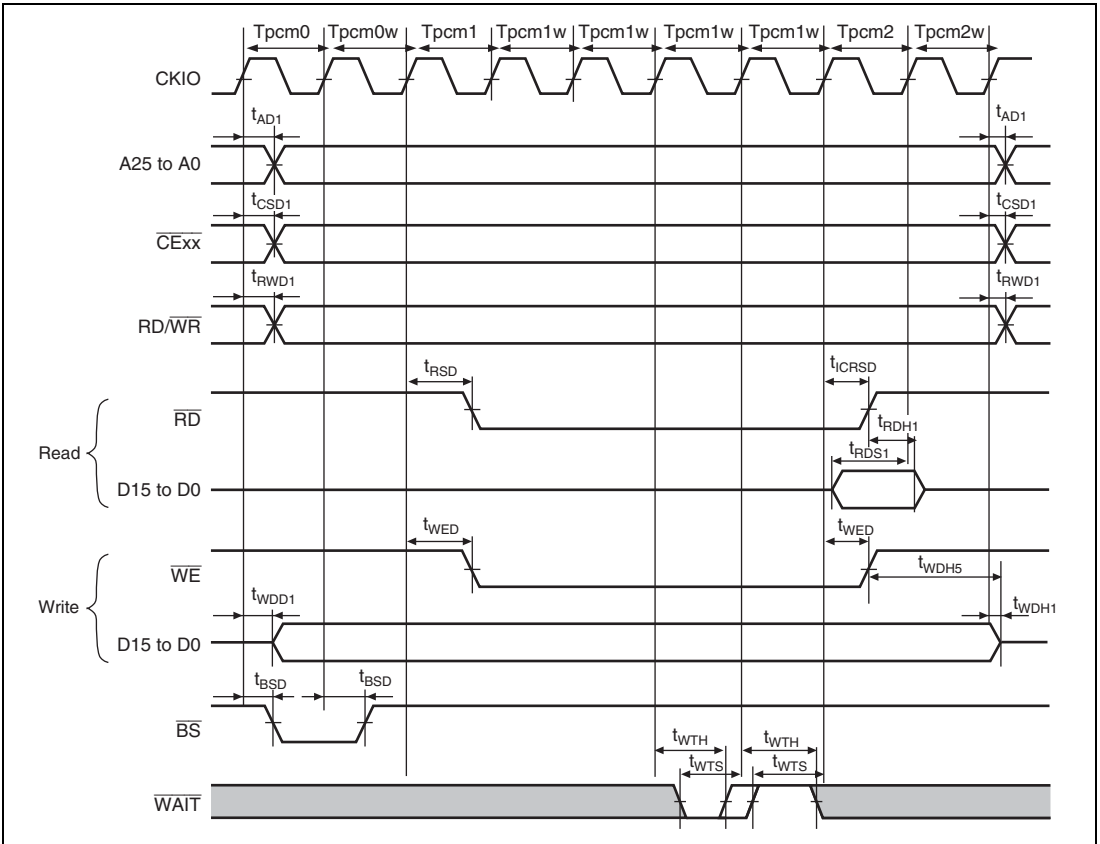 Tpcm0 Tpcm0w Tpcm1 Tpcm1w Tpcm1w Tpcm1w Tpcm1w Tpcm2 Tpcm2w
CKIO
tAD1 tAD1
A25 to A0
tCSD1 tCSD1
CExx
tRWD1 tRWD1
RD/WR
tRSD tICRSD
RD
tRDH1
Read
tRDS1
D15 to D0
tWED tWED
WE
tWDH5
Write
tWDD1 tWDH1
D15 to D0
tBSD tBSD
BS
tWTH tWTH
tWTS tWTS
WAIT